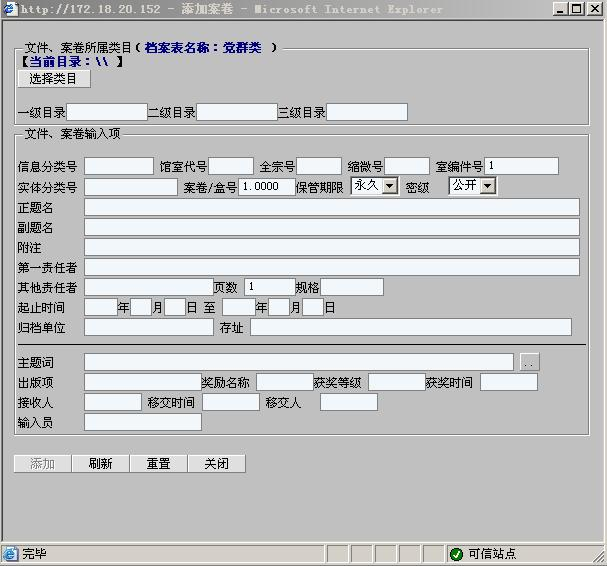 http://172.18.20.152 - 添加案卷 - Microsoft Internet Explorer
文件、案卷所属类目(档案表名称:党群类 )
【当前目录:\\ 】
选择类目
一级目录 二级目录 三级目录
文件、案卷输入项
信息分类号 馆室代号 全宗号 缩微号 室编件号 1
实体分类号 案卷/盒号 1.0000 保管期限 永久 密级 公开
正题名
副题名
附注
第一责任者
其他责任者 页数 1 规格
起止时间 年 月 日 至 年 月 日
归档单位 存址
主题词 ..
出版项 奖励名称 获奖等级 获奖时间
接收人 移交时间 移交人
输入员
添加 刷新 重置 关闭
完毕 可信站点